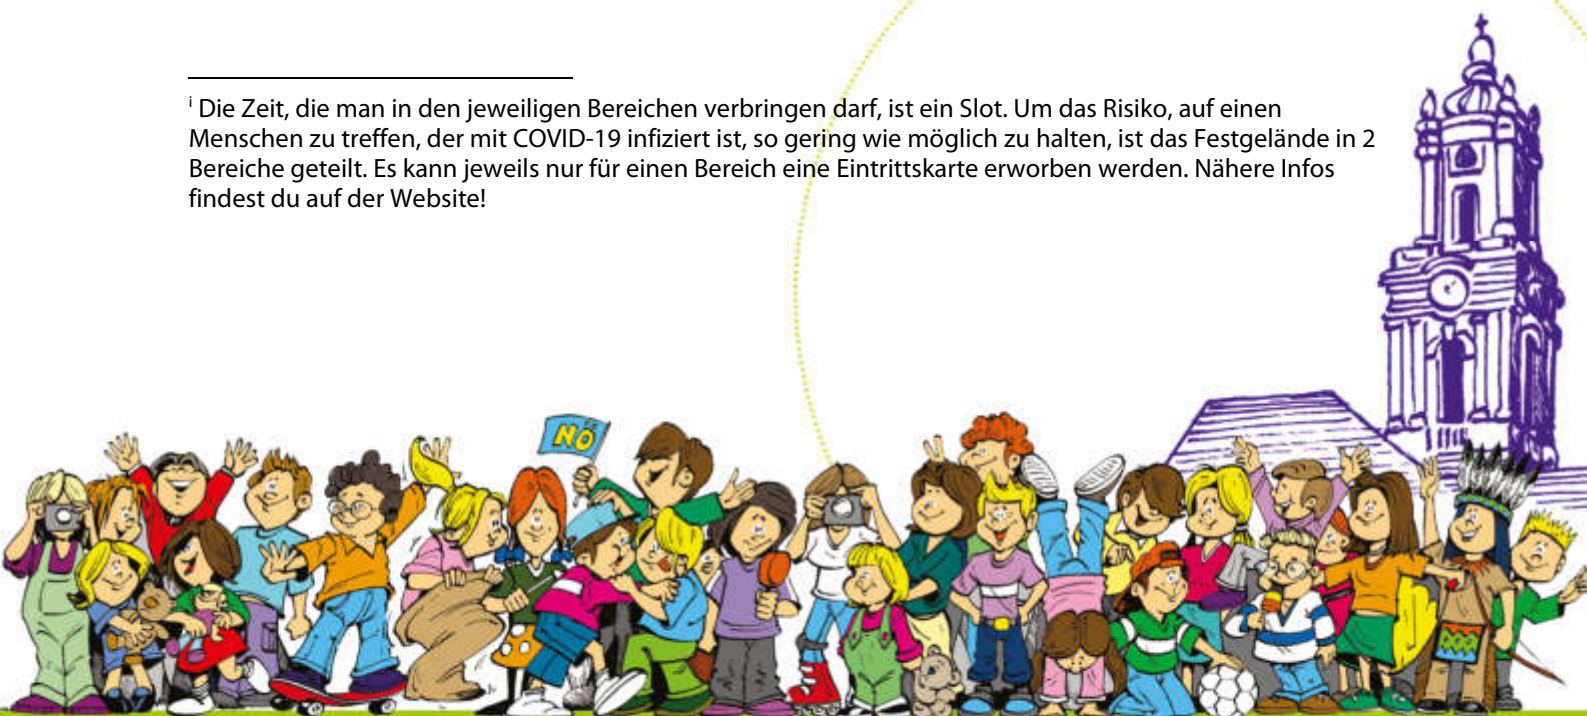 i Die Zeit, die man in den jeweiligen Bereichen verbringen darf, ist ein Slot. Um das Risiko, auf einen
Menschen zu treffen, der mit COVID-19 infiziert ist, so gering wie möglich zu halten, ist das Festgelände in 2
Bereiche geteilt. Es kann jeweils nur für einen Bereich eine Eintrittskarte erworben werden. Nähere Infos
findest du auf der Website!
NÖ